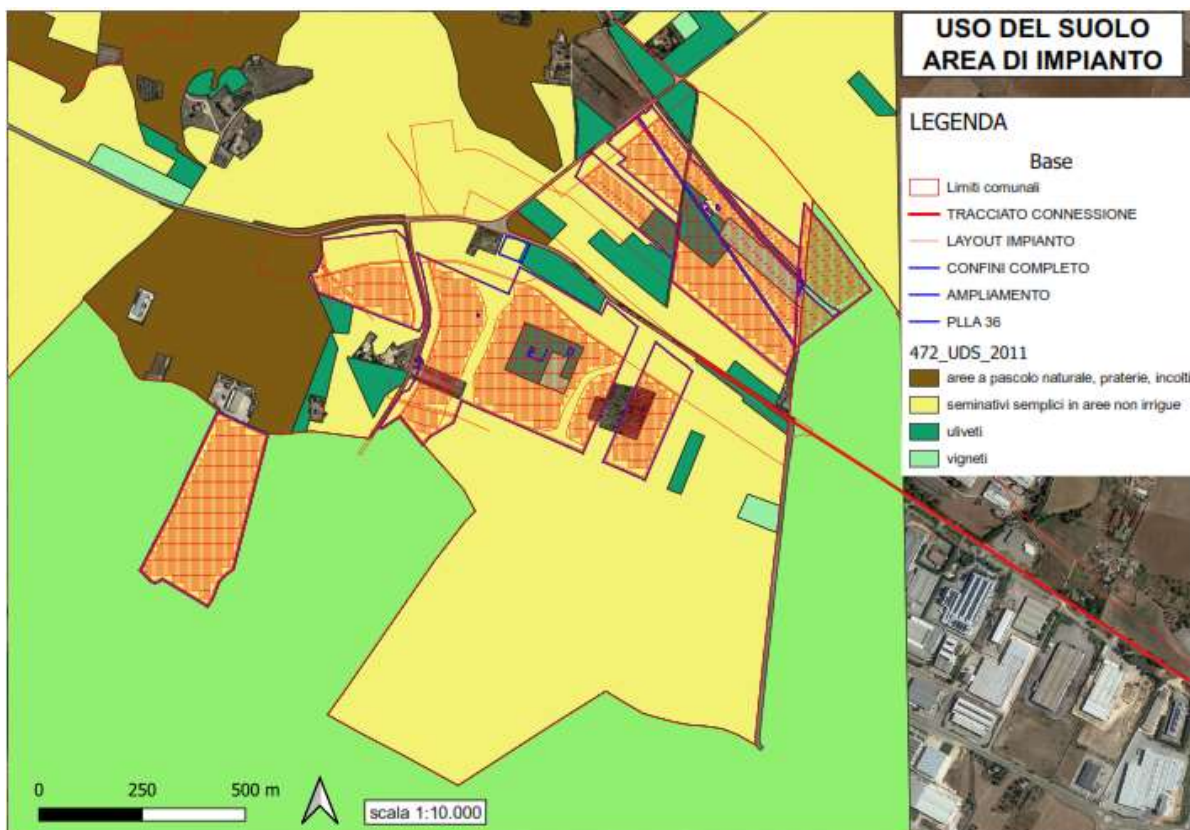 USO DEL SUOLO
AREA DI IMPIANTO
LEGENDA
Base
Limiti comunali
TRACCIATO CONNESSIONE
LAYOUT IMPIANTO
CONFINI COMPLETO
AMPLIAMENTO
PLLA 36
472_UDS_2011
aree a pascolo naturale, praterie, incolti
seminativi semplici in aree non irrigue
uliveti
vigneti
0 250 500 m
scala 1:10.000